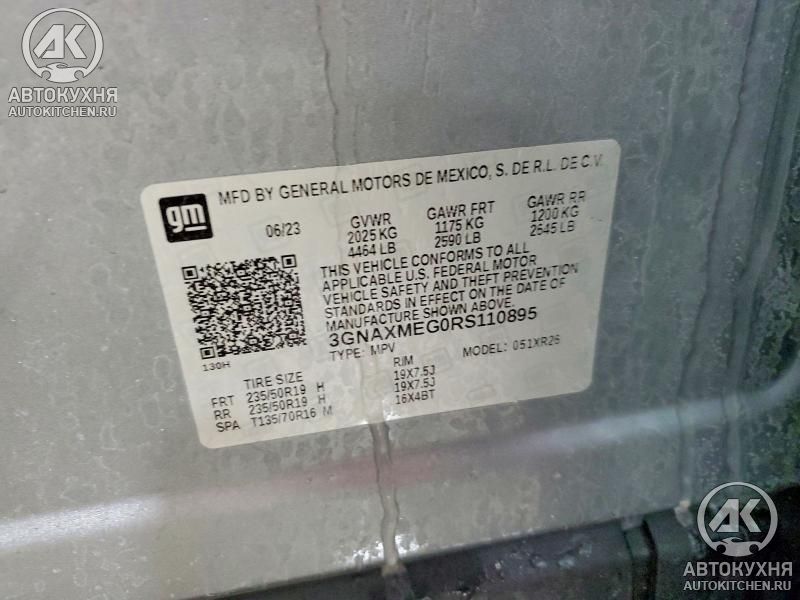 AK
АВТОКУХНЯ
AUTOKITCHEN.RU
gm
MFD BY GENERAL MOTORS DE MEXICO, S. DE R.L. DE C.V.
06/23 GVWR GAWR FRT GAWR RR
2025 KG 1175 KG 1200 KG
4464 LB 2590 LB 2645 LB
THIS VEHICLE CONFORMS TO ALL
APPLICABLE U.S. FEDERAL MOTOR
VEHICLE SAFETY AND THEFT PREVENTION
STANDARDS IN EFFECT ON THE DATE OF
MANUFACTURE SHOWN ABOVE.
3GNAXMEG0RS110895
130H TYPE: MPV MODEL: 051XR26
TIRE SIZE RIM
FRT 235/50R19 H 19X7.5J
RR 235/50R19 H 19X7.5J
SPA T135/70R16 M 16X4BT
AK
АВТОКУХНЯ
AUTOKITCHEN.RU